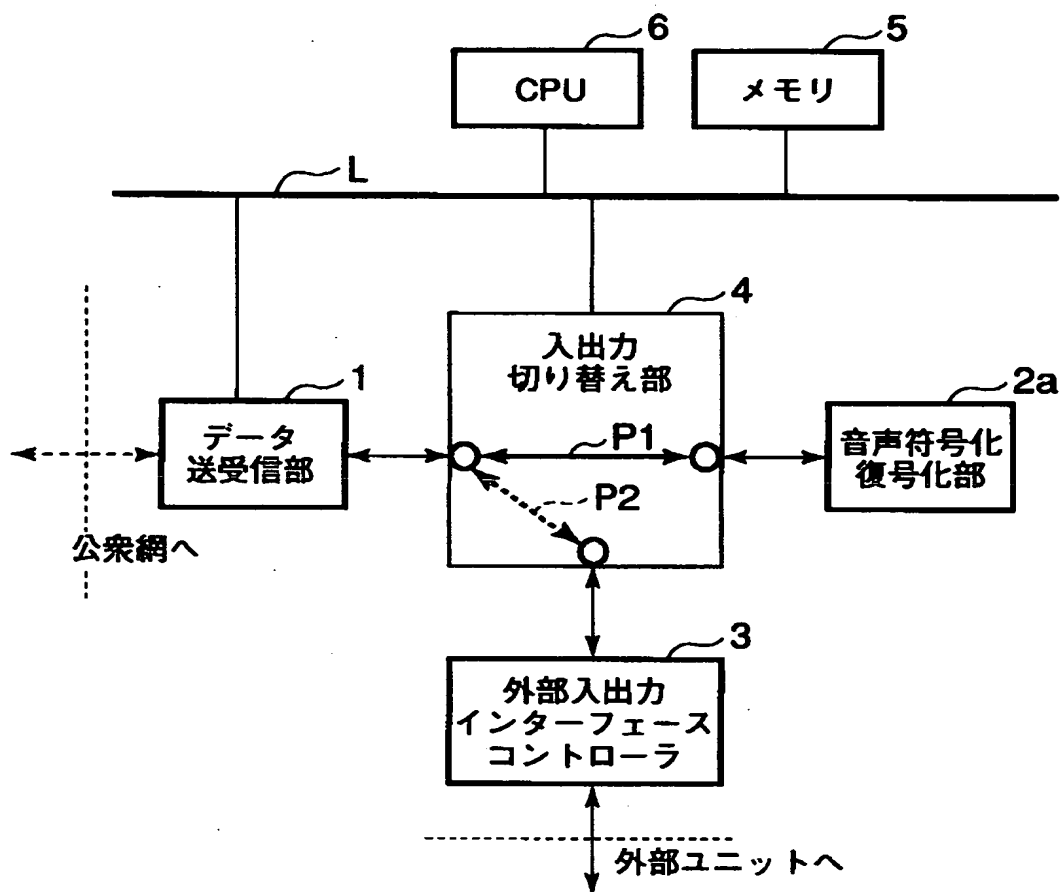 6
5
CPU
メモリ
L
4
入出力
切り替え部
1
2a
データ
送受信部
P1
音声符号化
復号化部
P2
公衆網へ
3
外部入出力
インターフェース
コントローラ
外部ユニットへ